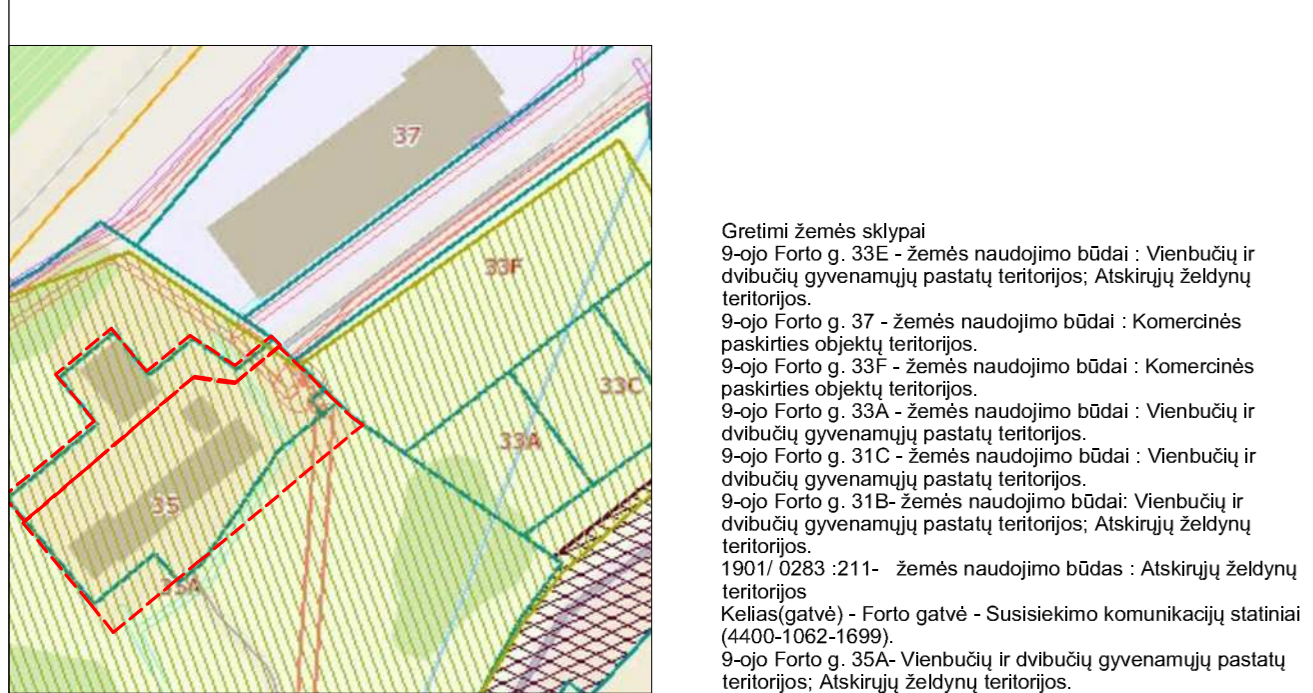 37
33F
33C
33A
35
35A
Gretimi žemės sklypai
9-ojo Forto g. 33E - žemės naudojimo būdai : Vienbučių ir
dvibučių gyvenamųjų pastatų teritorijos; Atskirųjų želdynų
teritorijos.
9-ojo Forto g. 37 - žemės naudojimo būdai : Komercinės
paskirties objektų teritorijos.
9-ojo Forto g. 33F - žemės naudojimo būdai : Komercinės
paskirties objektų teritorijos.
9-ojo Forto g. 33A - žemės naudojimo būdai : Vienbučių ir
dvibučių gyvenamųjų pastatų teritorijos.
9-ojo Forto g. 31C - žemės naudojimo būdai : Vienbučių ir
dvibučių gyvenamųjų pastatų teritorijos.
9-ojo Forto g. 31B- žemės naudojimo būdai: Vienbučių ir
dvibučių gyvenamųjų pastatų teritorijos; Atskirųjų želdynų
teritorijos.
1901/ 0283 :211- žemės naudojimo būdas : Atskirųjų želdynų
teritorijos
Kelias(gatvė) - Forto gatvė - Susisiekimo komunikacijų statiniai
(4400-1062-1699).
9-ojo Forto g. 35A- Vienbučių ir dvibučių gyvenamųjų pastatų
teritorijos; Atskirųjų želdynų teritorijos.